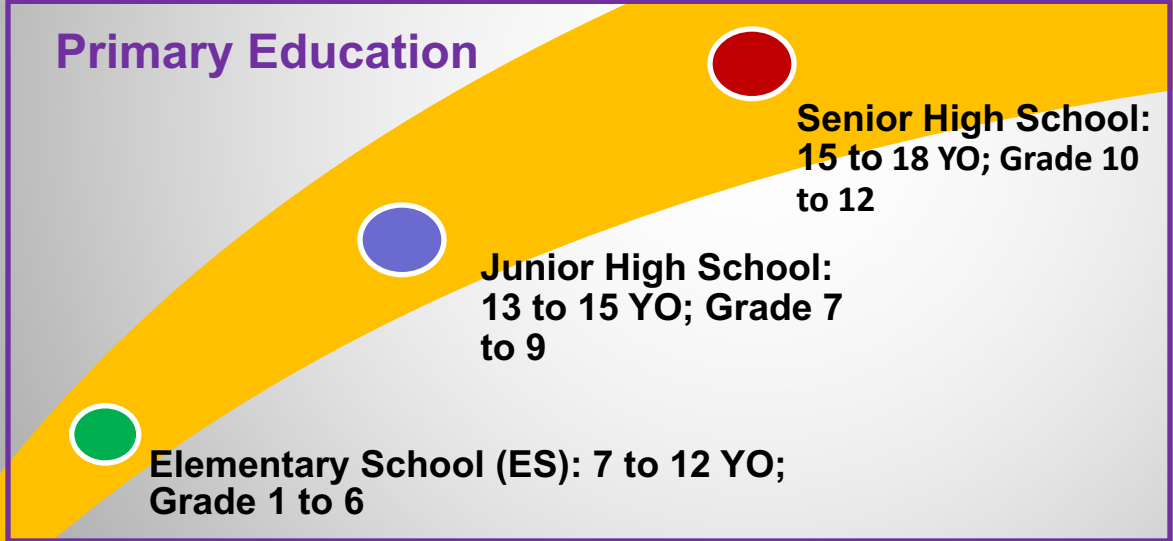 Primary Education
Senior High School:
15 to 18 YO; Grade 10
to 12
Junior High School:
13 to 15 YO; Grade 7
to 9
Elementary School (ES): 7 to 12 YO;
Grade 1 to 6